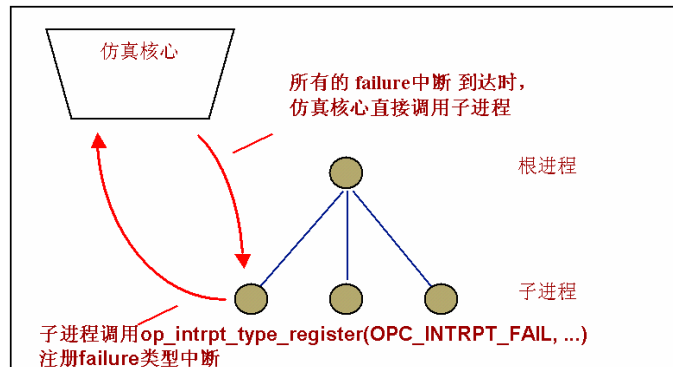 仿真核心
所有的 failure中断 到达时，
仿真核心直接调用子进程
根进程
子进程
子进程调用op_intrpt_type_register(OPC_INTRPT_FAIL, ...)
注册failure类型中断